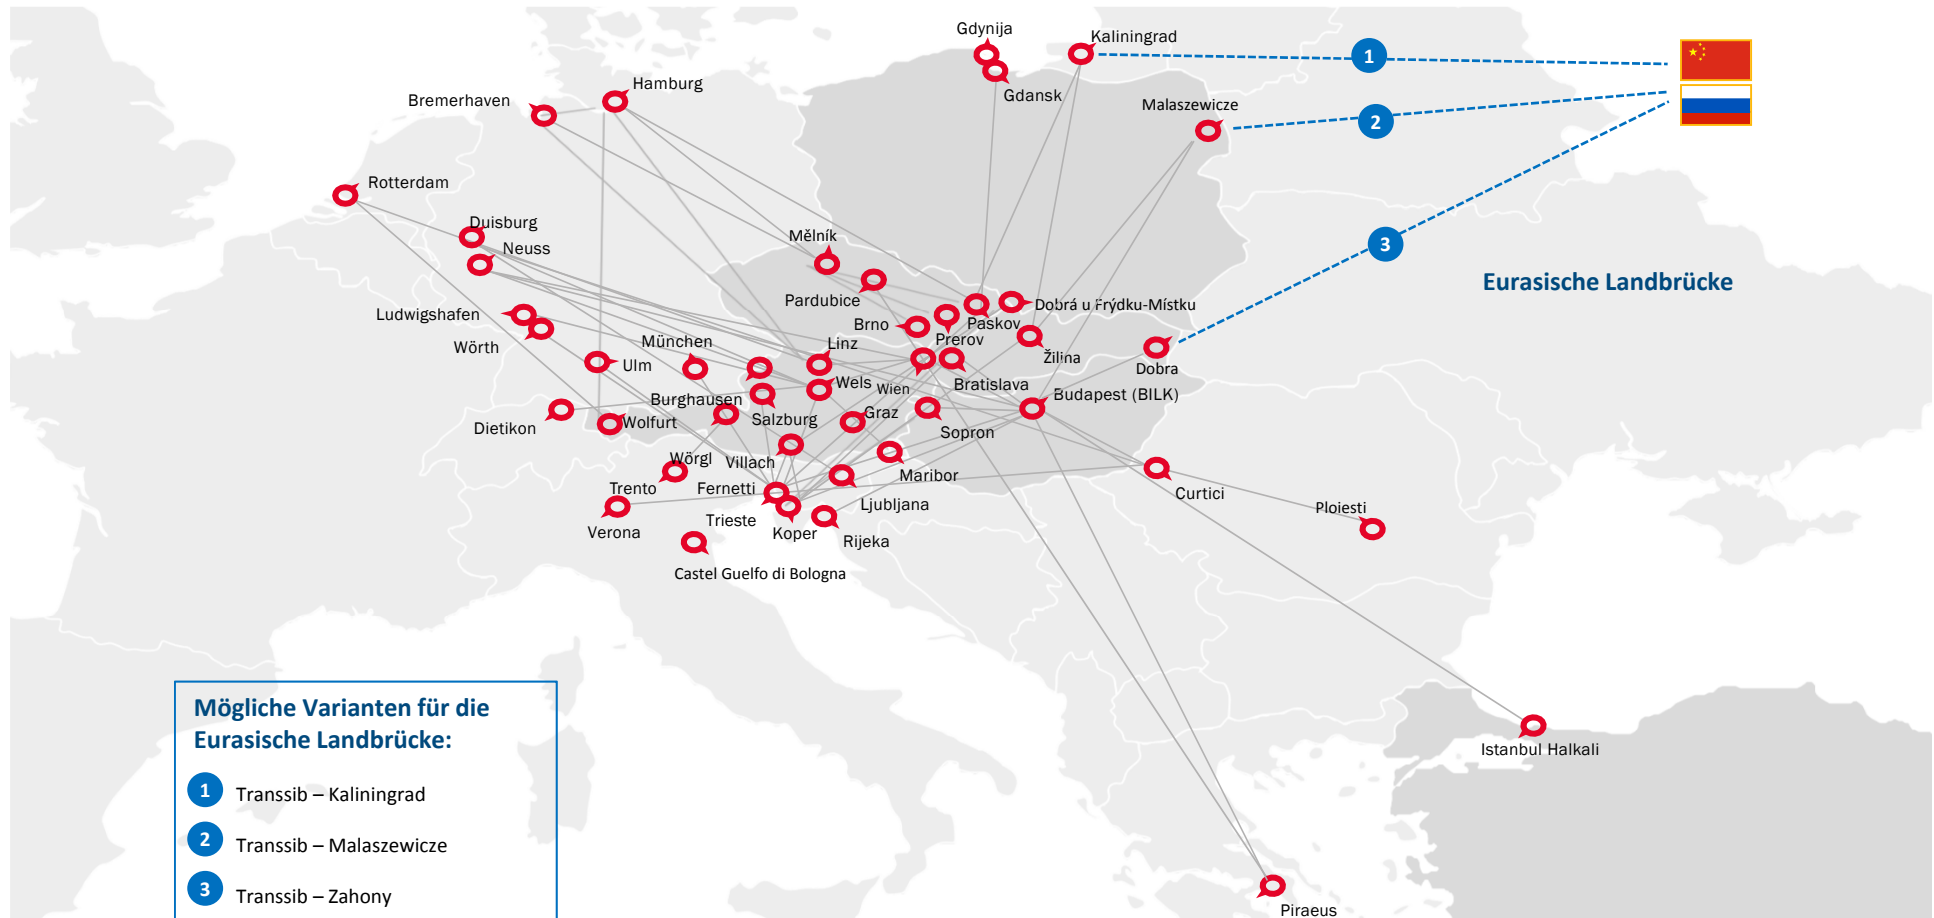 Gdynija
Kaliningrad
1
Hamburg
Gdansk
Bremerhaven
Malaszewicze
2
Rotterdam
Duisburg
Neuss
Mělník
3
Eurasische Landbrücke
Pardubice
Dobrá u Frýdku-Místku
Ludwigshafen
Brno
Paskov
Prerov
Wörth
München
Linz
Žilina
Ulm
Dobra
Wels
Wien
Bratislava
Budapest (BILK)
Burghausen
Salzburg
Graz
Dietikon
Wolfurt
Sopron
Wörgl
Villach
Maribor
Trento
Fernetti
Ljubljana
Curtici
Ploiesti
Trieste
Verona
Koper
Rijeka
Castel Guelfo di Bologna
Istanbul Halkali
Piraeus
Mögliche Varianten für die
Eurasische Landbrücke:
1 Transsib – Kaliningrad
2 Transsib – Malaszewicze
3 Transsib – Zahony